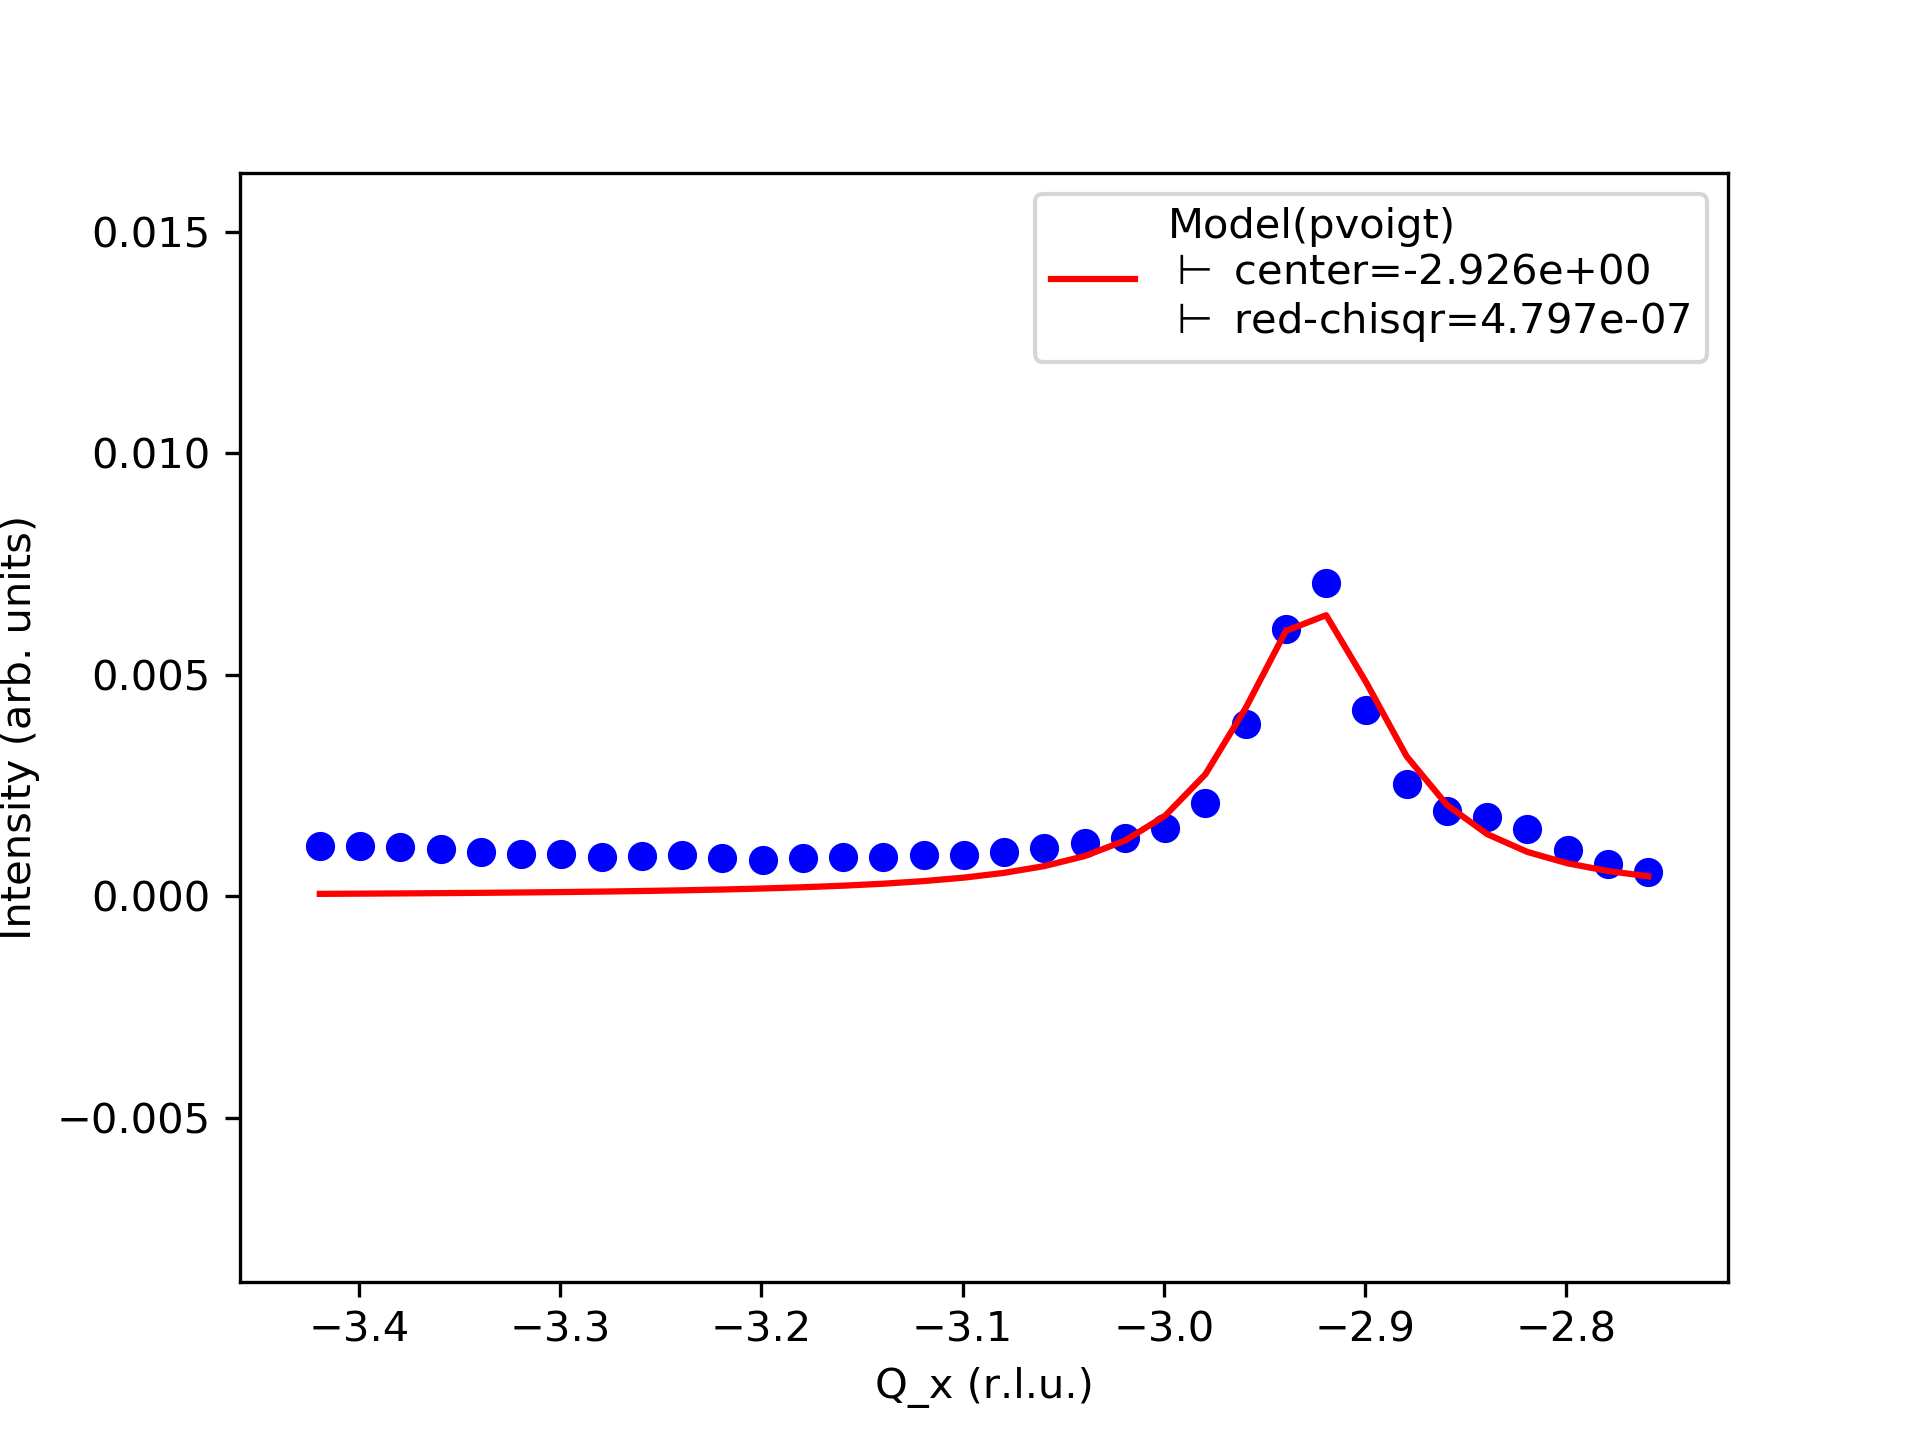 Model(pvoigt)
⊢ center=-2.926e+00
⊢ red-chisqr=4.797e-07
0.015
0.010
0.005
0.000
−0.005
Intensity (arb. units)
−3.4 −3.3 −3.2 −3.1 −3.0 −2.9 −2.8
Q_x (r.l.u.)